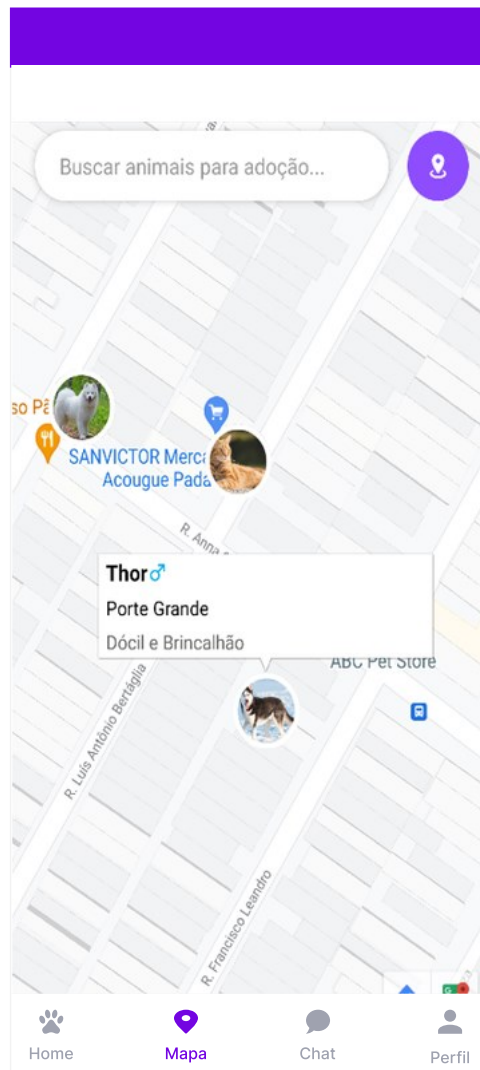 Buscar animais para adoção...
so Pã
SANVICTOR Merca
Acougue Pada
R. Anna
Thor♂
Porte Grande
Dócil e Brincalhão
ABC Pet Store
R. Luís Antônio Bertáglia
R. Francisco Leandro
Home
Mapa
Chat
Perfil